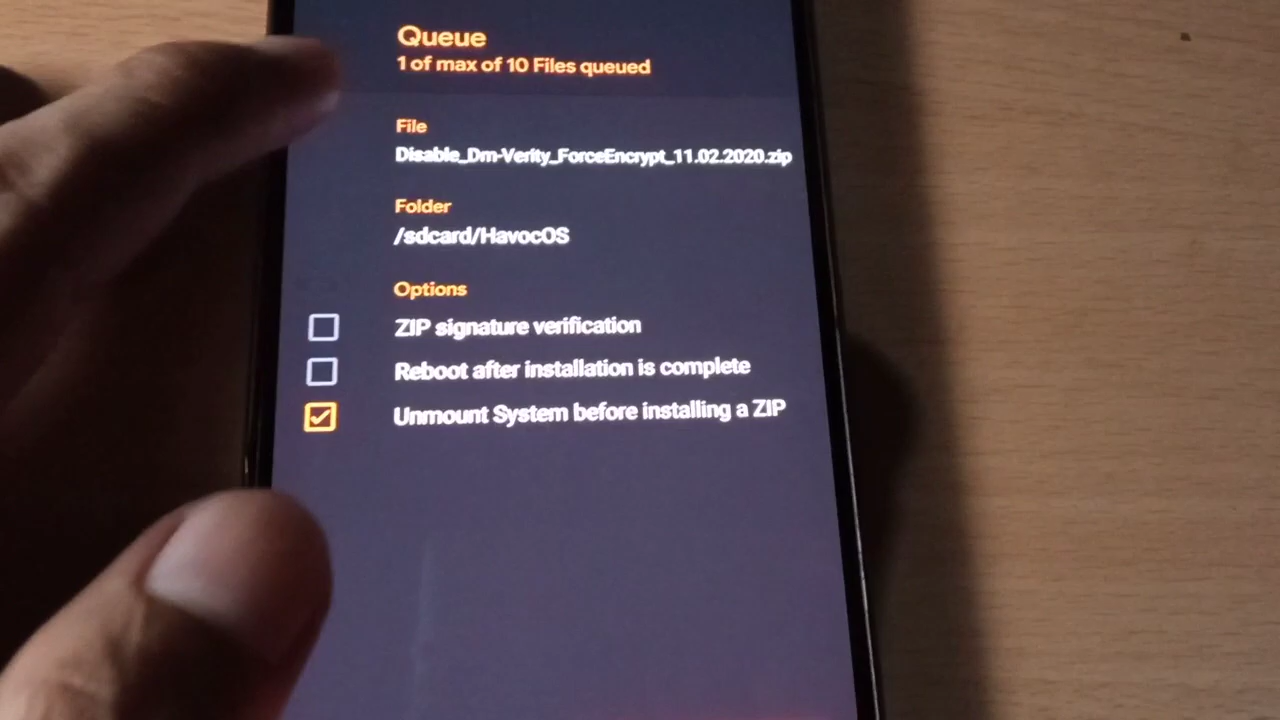 Queue
1 of max of 10 Files queued
File
Disable_Dm-Verity_ForceEncrypt_11.02.2020.zip
Folder
/sdcard/HavocOS
Options
ZIP signature verification
Reboot after installation is complete
Unmount System before installing a ZIP